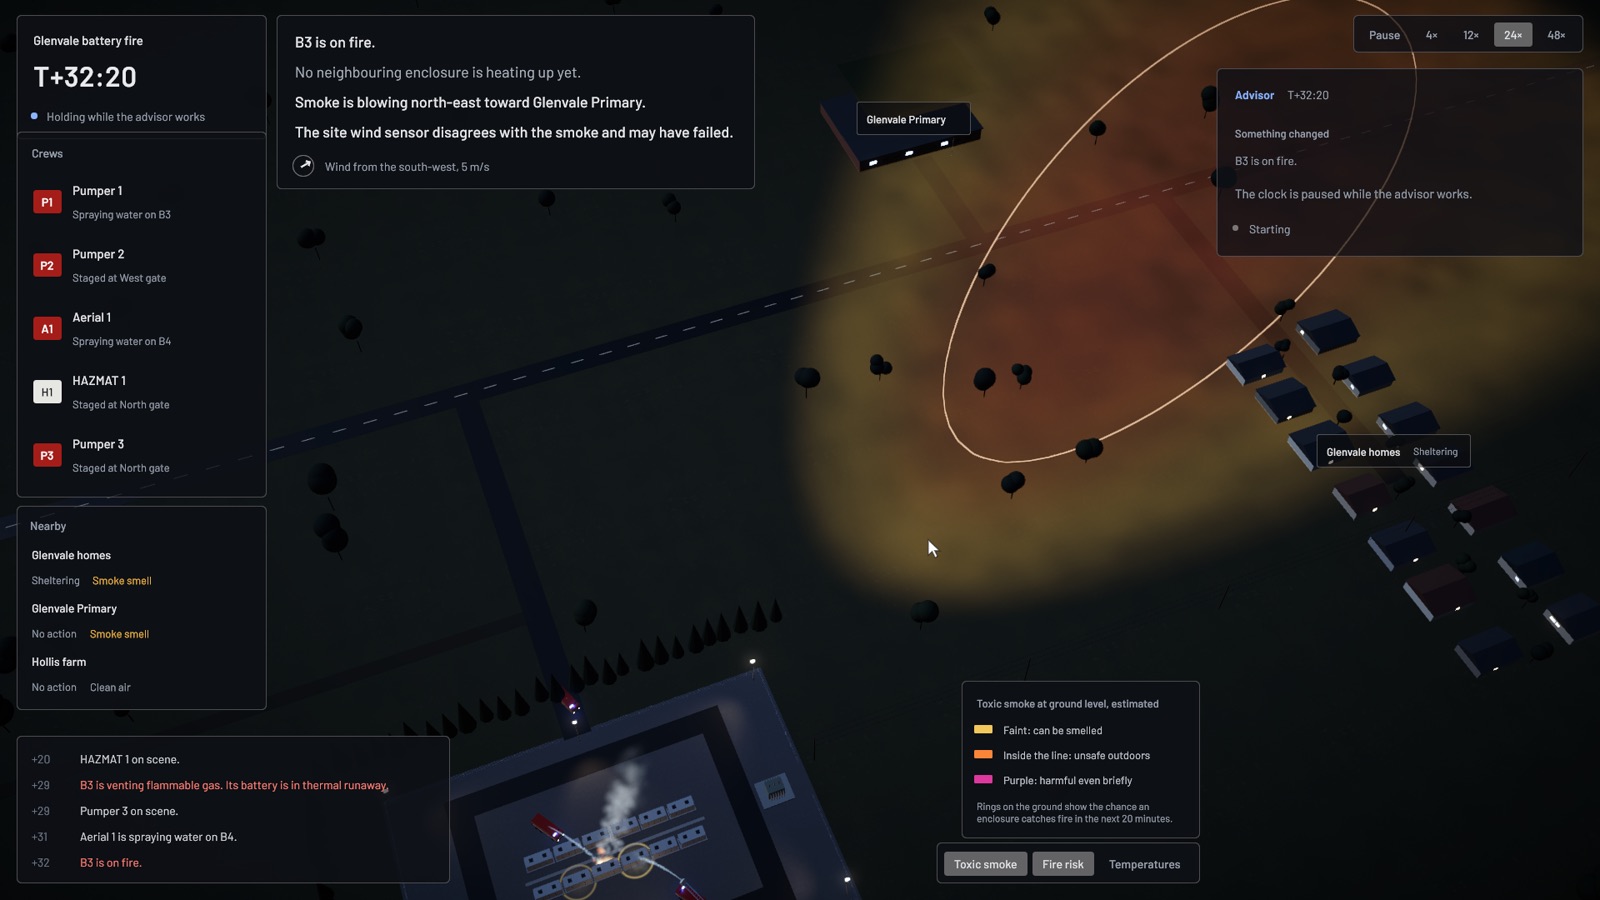 Glenvale battery fire
T+32:20
Holding while the advisor works
Crews
P1
Pumper 1
Spraying water on B3
P2
Pumper 2
Staged at West gate
A1
Aerial 1
Spraying water on B4
H1
HAZMAT 1
Staged at North gate
P3
Pumper 3
Staged at North gate
Nearby
Glenvale homes
Sheltering Smoke smell
Glenvale Primary
No action Smoke smell
Hollis farm
No action Clean air
+20 HAZMAT 1 on scene.
+29 B3 is venting flammable gas. Its battery is in thermal runaway.
+29 Pumper 3 on scene.
+31 Aerial 1 is spraying water on B4.
+32 B3 is on fire.
B3 is on fire.
No neighbouring enclosure is heating up yet.
Smoke is blowing north-east toward Glenvale Primary.
The site wind sensor disagrees with the smoke and may have failed.
Wind from the south-west, 5 m/s
Glenvale Primary
Pause 4× 12× 24× 48×
Advisor T+32:20
Something changed
B3 is on fire.
The clock is paused while the advisor works.
Starting
Glenvale homes Sheltering
Toxic smoke at ground level, estimated
Faint: can be smelled
Inside the line: unsafe outdoors
Purple: harmful even briefly
Rings on the ground show the chance an
enclosure catches fire in the next 20 minutes.
Toxic smoke Fire risk Temperatures